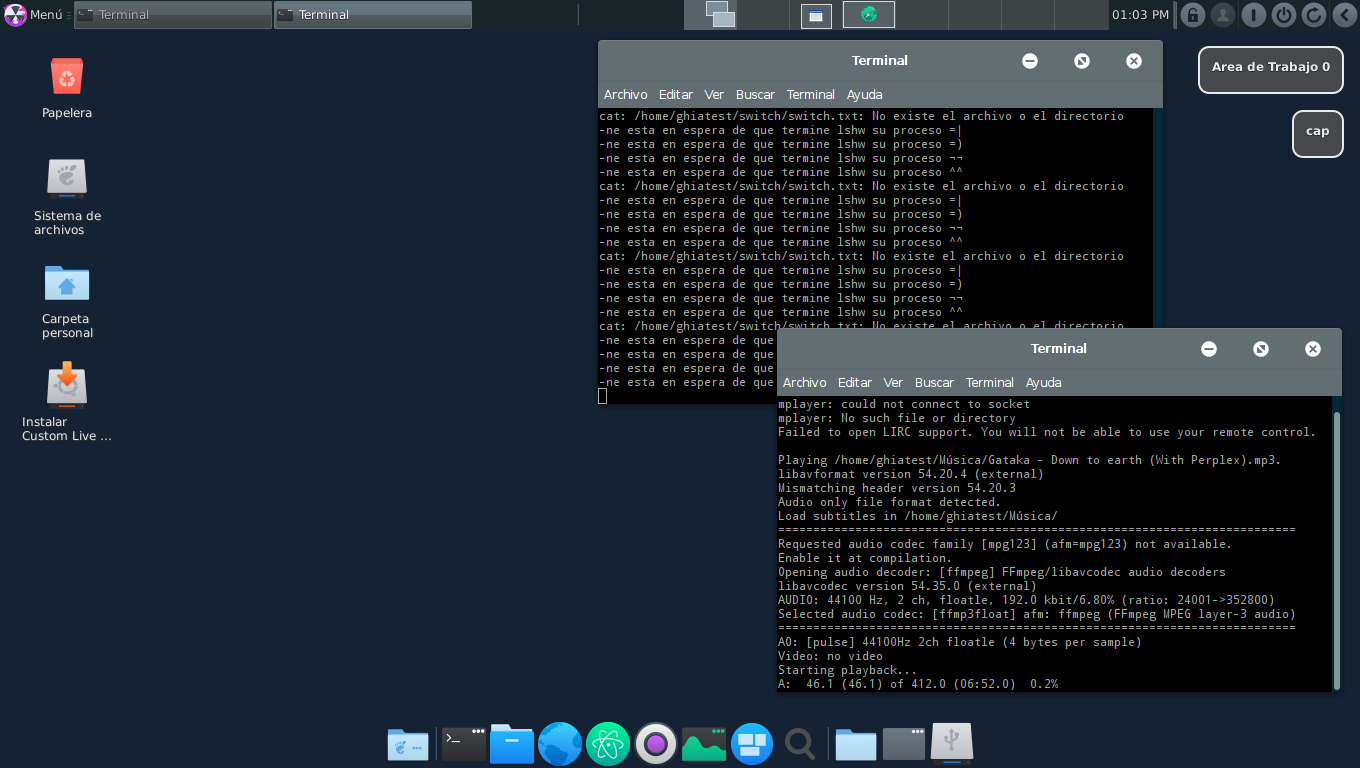 Menú
Terminal
Terminal
01:03 PM
Papelera
Sistema de
archivos
Carpeta
personal
Instalar
Custom Live ...
Area de Trabajo 0
cap
Terminal
Archivo Editar Ver Buscar Terminal Ayuda
cat: /home/ghiatest/switch/switch.txt: No existe el archivo o el directorio
-ne esta en espera de que termine lshw su proceso =|
-ne esta en espera de que termine lshw su proceso =)
-ne esta en espera de que termine lshw su proceso ¬¬
-ne esta en espera de que termine lshw su proceso ^^
cat: /home/ghiatest/switch/switch.txt: No existe el archivo o el directorio
-ne esta en espera de que termine lshw su proceso =|
-ne esta en espera de que termine lshw su proceso =)
-ne esta en espera de que termine lshw su proceso ¬¬
-ne esta en espera de que termine lshw su proceso ^^
cat: /home/ghiatest/switch/switch.txt: No existe el archivo o el directorio
-ne esta en espera de que termine lshw su proceso =|
-ne esta en espera de que termine lshw su proceso =)
-ne esta en espera de que termine lshw su proceso ¬¬
-ne esta en espera de que termine lshw su proceso ^^
cat: /home/ghiatest/switch/switch.txt: No existe el archivo o el directorio
-ne esta en espera de que
-ne esta en espera de que
-ne esta en espera de que
-ne esta en espera de que
Terminal
Archivo Editar Ver Buscar Terminal Ayuda
mplayer: could not connect to socket
mplayer: No such file or directory
Failed to open LIRC support. You will not be able to use your remote control.
Playing /home/ghiatest/Música/Gataka - Down to earth (With Perplex).mp3.
libavformat version 54.20.4 (external)
Mismatching header version 54.20.3
Audio only file format detected.
Load subtitles in /home/ghiatest/Música/
==========================================================================
Requested audio codec family [mpg123] (afm=mpg123) not available.
Enable it at compilation.
Opening audio decoder: [ffmpeg] FFmpeg/libavcodec audio decoders
libavcodec version 54.35.0 (external)
AUDIO: 44100 Hz, 2 ch, floatle, 192.0 kbit/6.80% (ratio: 24001->352800)
Selected audio codec: [ffmp3float] afm: ffmpeg (FFmpeg MPEG layer-3 audio)
==========================================================================
AO: [pulse] 44100Hz 2ch floatle (4 bytes per sample)
Video: no video
Starting playback...
A:  46.1 (46.1) of 412.0 (06:52.0)  0.2%